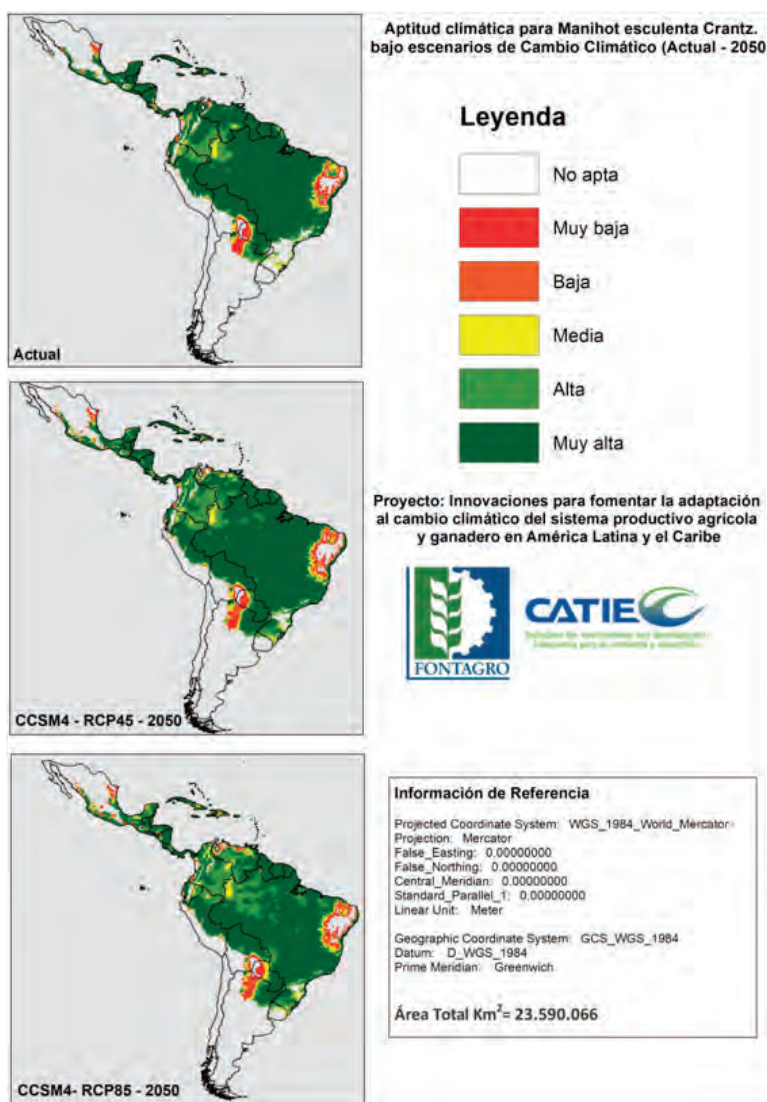 Aptitud climática para Manihot esculenta Crantz.
bajo escenarios de Cambio Climático (Actual - 2050
Leyenda
No apta
Muy baja
Baja
Media
Alta
Muy alta
Actual
CCSM4 - RCP45 - 2050
CCSM4- RCP85 - 2050
Proyecto: Innovaciones para fomentar la adaptación
al cambio climático del sistema productivo agrícola
y ganadero en América Latina y el Caribe
FONTAGRO
CATIE
Información de Referencia
Projected Coordinate System: WGS_1984_World_Mercator
Projection: Mercator
False_Easting: 0.00000000
False_Northing: 0.00000000
Central_Meridian: 0.00000000
Standard_Parallel_1: 0.00000000
Linear Unit: Meter
Geographic Coordinate System: GCS_WGS_1984
Datum: D_WGS_1984
Prime Meridian: Greenwich
Área Total Km²= 23.590.066